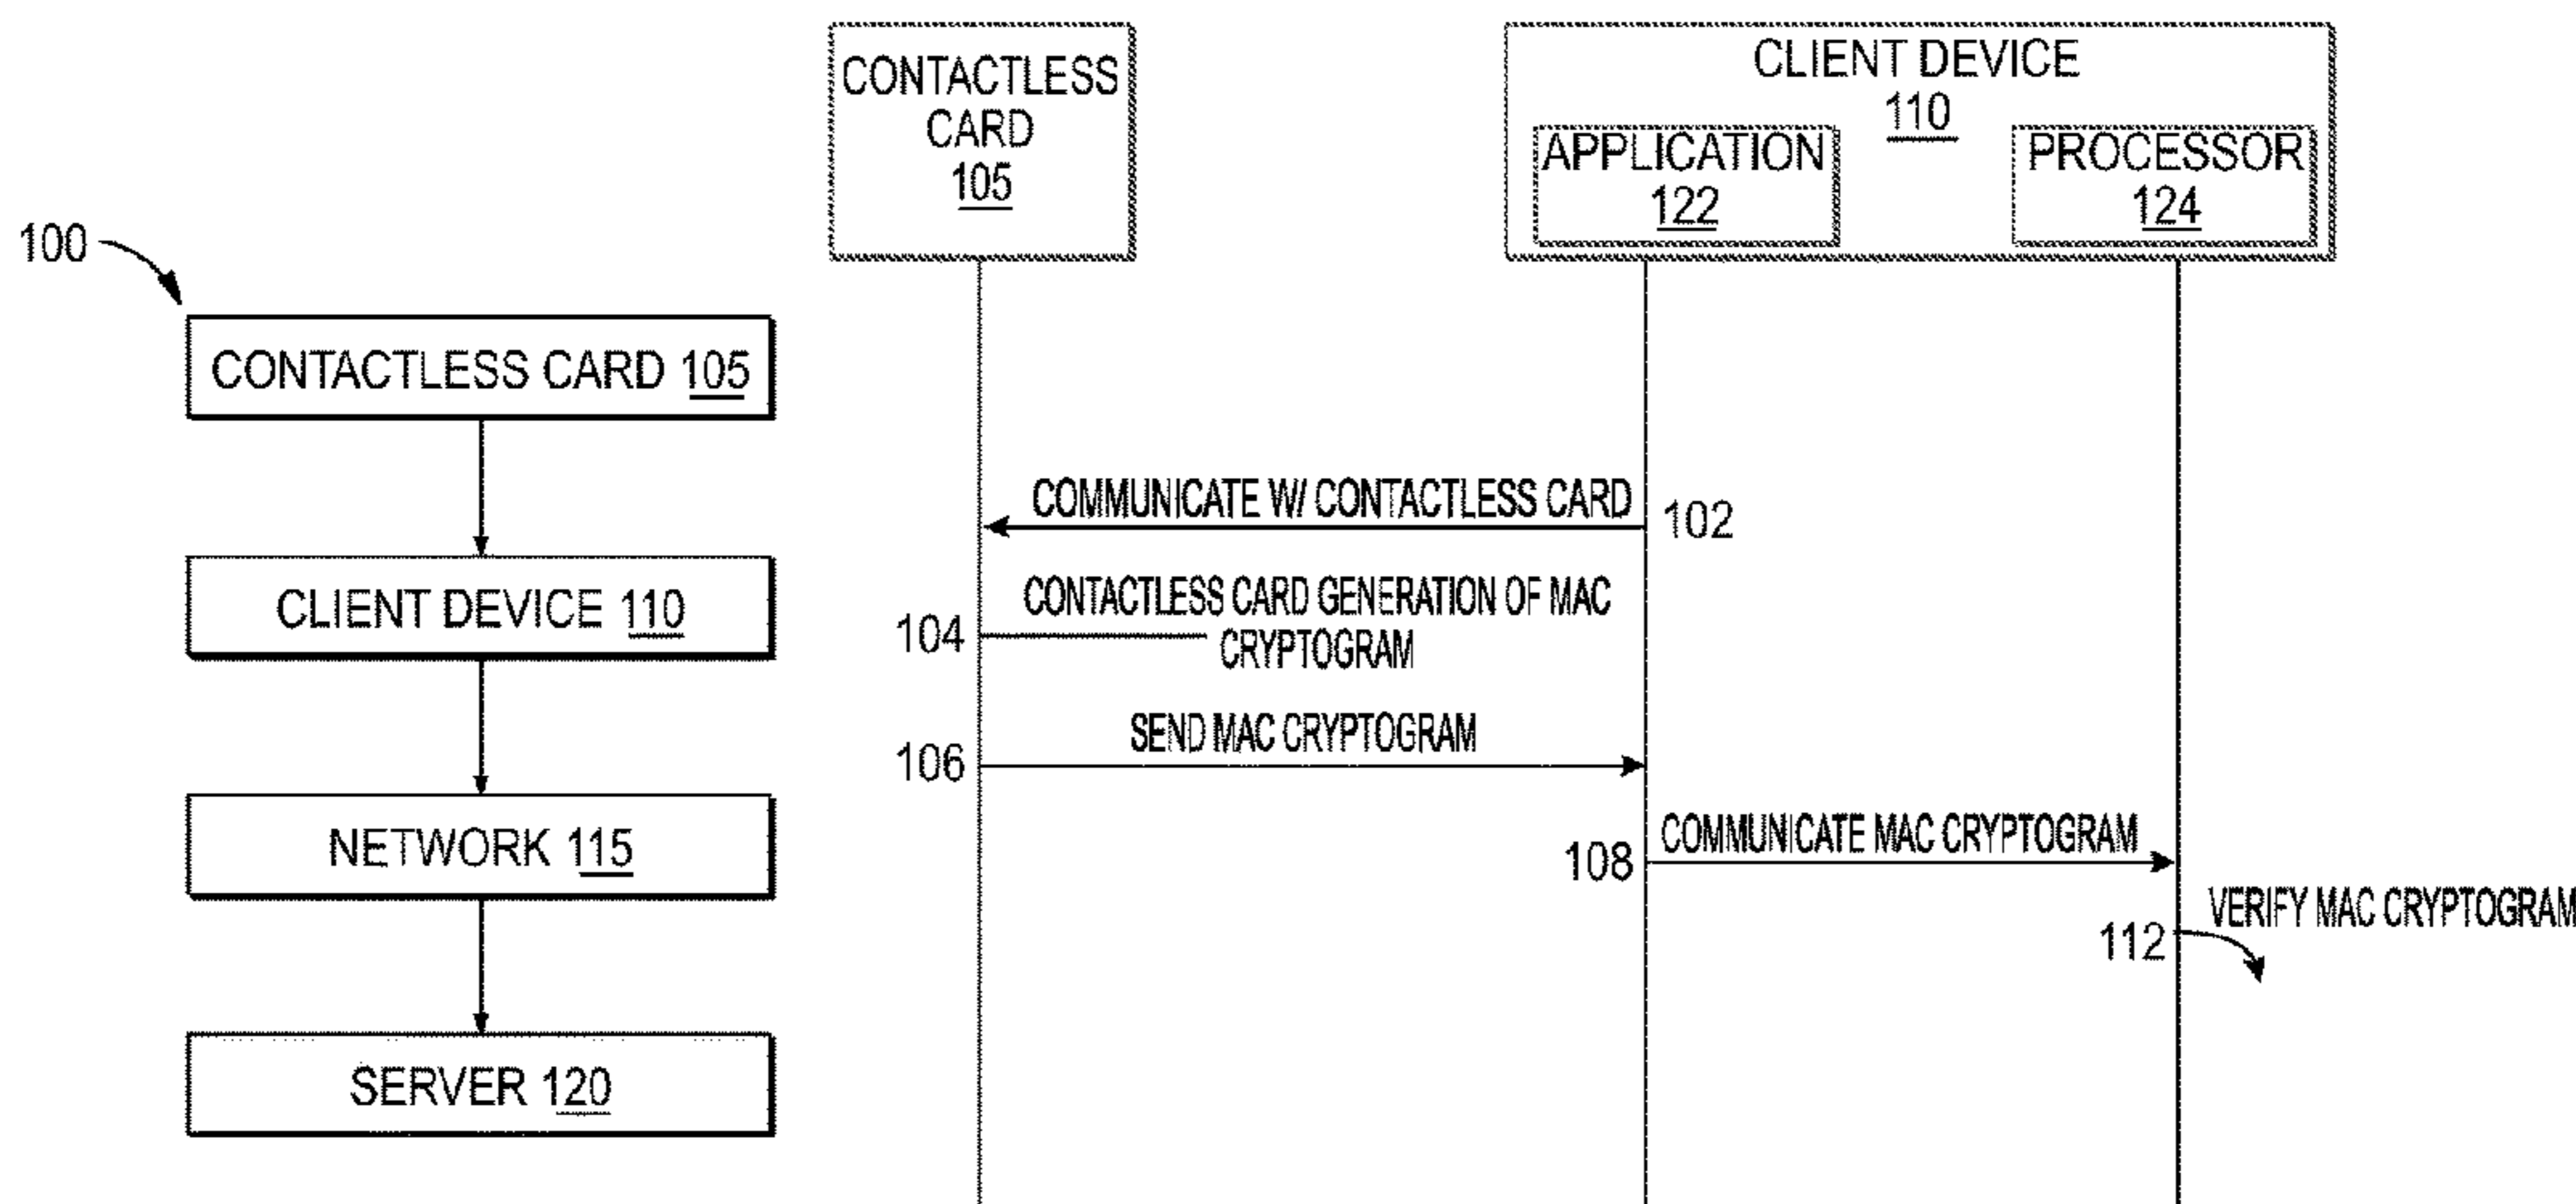 100
CONTACTLESS CARD 105
CLIENT DEVICE 110
NETWORK 115
SERVER 120
CONTACTLESS
CARD
105
CLIENT DEVICE
110
APPLICATION
122
PROCESSOR
124
COMMUNICATE W/ CONTACTLESS CARD
102
CONTACTLESS CARD GENERATION OF MAC
104
CRYPTOGRAM
SEND MAC CRYPTOGRAM
106
COMMUNICATE MAC CRYPTOGRAM
108
VERIFY MAC CRYPTOGRAM
112